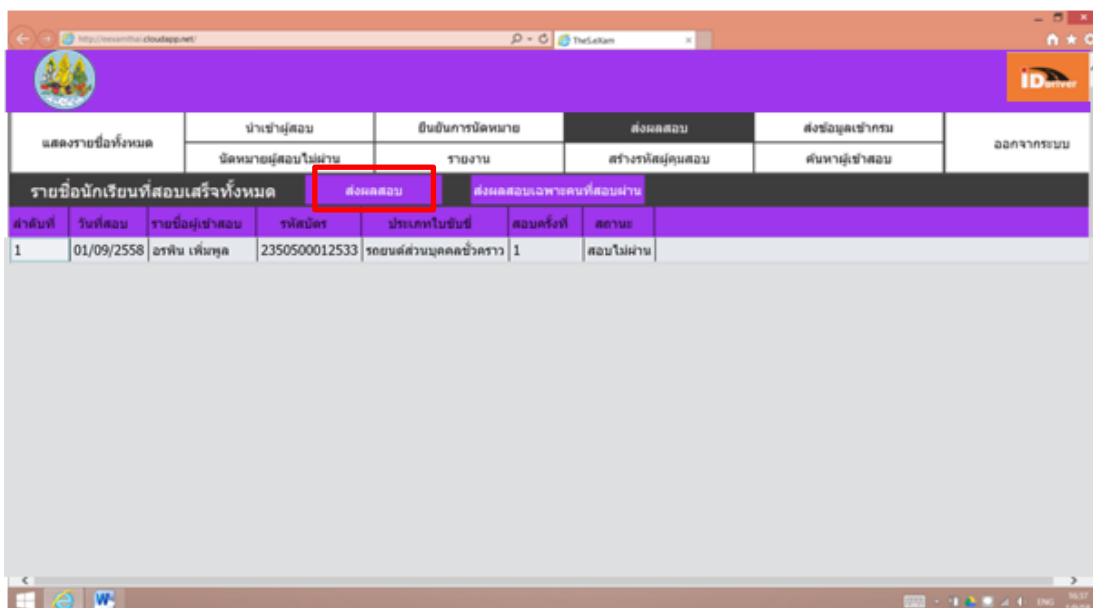 http://eexamthai.cloudapp.net/
TheS.eXam
iDriver
แสดงรายชื่อทั้งหมด
นำเข้าผู้สอบ ยืนยันการนัดหมาย ส่งผลสอบ ส่งข้อมูลเข้ากรม
ออกจากระบบ
นัดหมายผู้สอบไม่ผ่าน รายงาน สร้างรหัสผู้คุมสอบ ค้นหาผู้เข้าสอบ
รายชื่อนักเรียนที่สอบเสร็จทั้งหมด ส่งผลสอบ ส่งผลสอบเฉพาะคนที่สอบผ่าน
ลำดับที่ วันที่สอบ รายชื่อผู้เข้าสอบ รหัสบัตร ประเภทใบขับขี่ สอบครั้งที่ สถานะ
1 01/09/2558 อรพิน เพิ่มพูล 2350500012533 รถยนต์ส่วนบุคคลชั่วคราว 1 สอบไม่ผ่าน
ENG 16:37